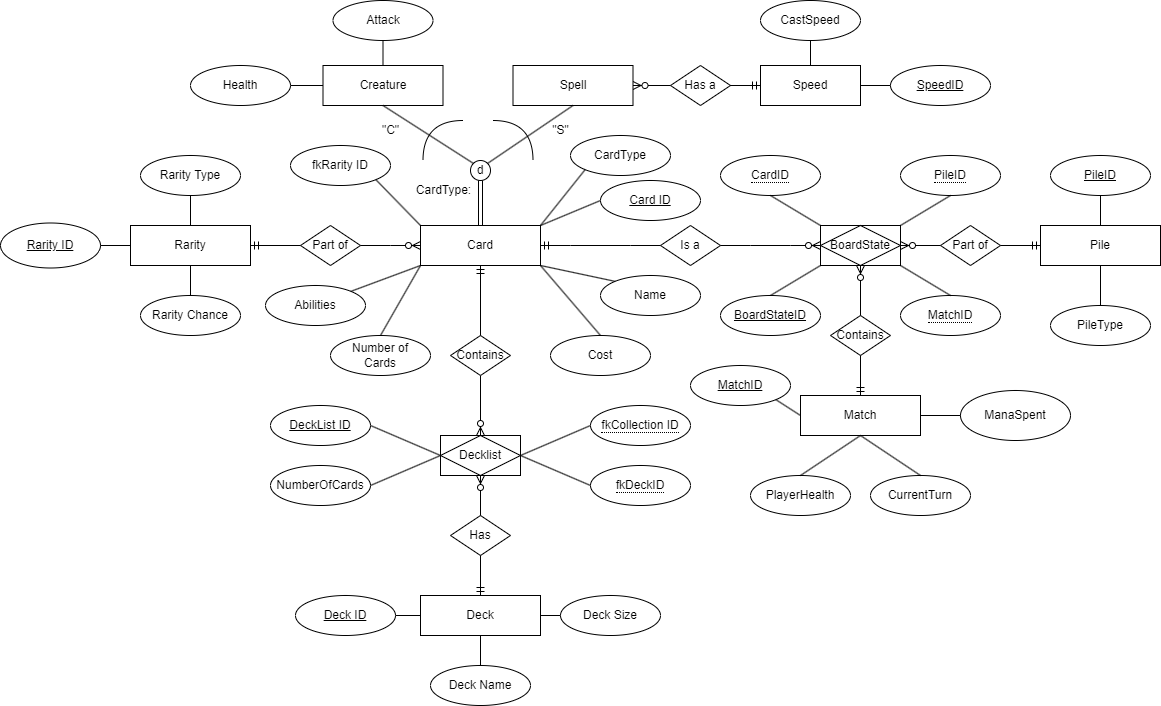 Attack
CastSpeed
Health
Creature
Spell
Has a
Speed
SpeedID
"C"
"S"
fkRarity ID
d
CardType
Rarity Type
CardType:
Card ID
CardID
PileID
PileID
Rarity ID
Rarity
Part of
Card
Is a
BoardState
Part of
Pile
Abilities
Name
Rarity Chance
BoardStateID
MatchID
PileType
Number of
Cards
Contains
Cost
Contains
MatchID
Match
ManaSpent
DeckList ID
fkCollection ID
Decklist
NumberOfCards
fkDeckID
PlayerHealth
CurrentTurn
Has
Deck ID
Deck
Deck Size
Deck Name